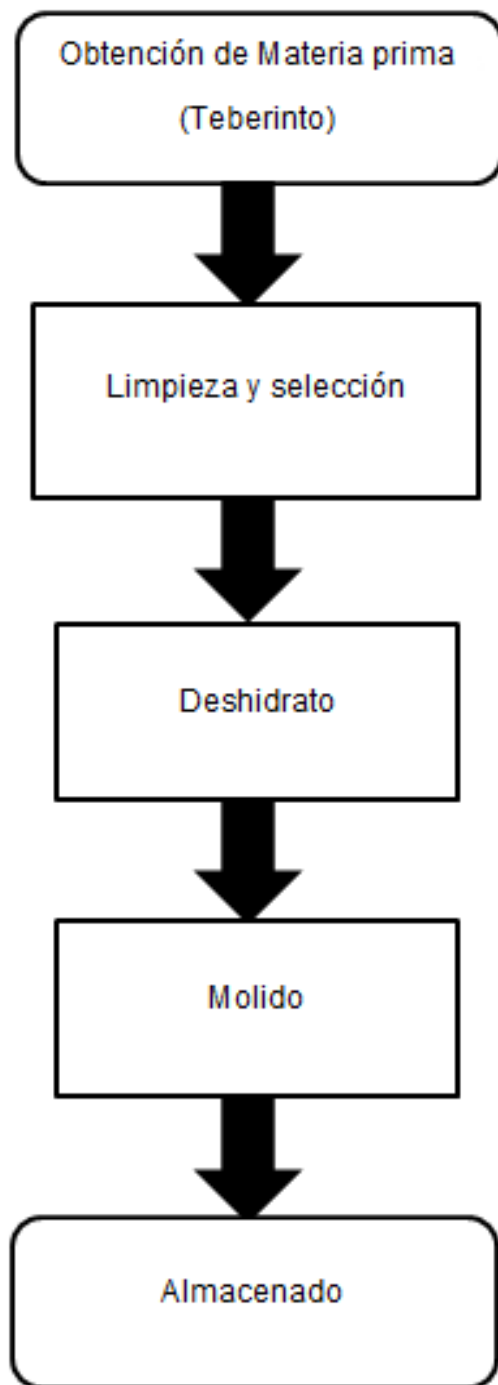 Obtención de Materia prima
(Teberinto)
Limpieza y selección
Deshidrato
Molido
Almacenado